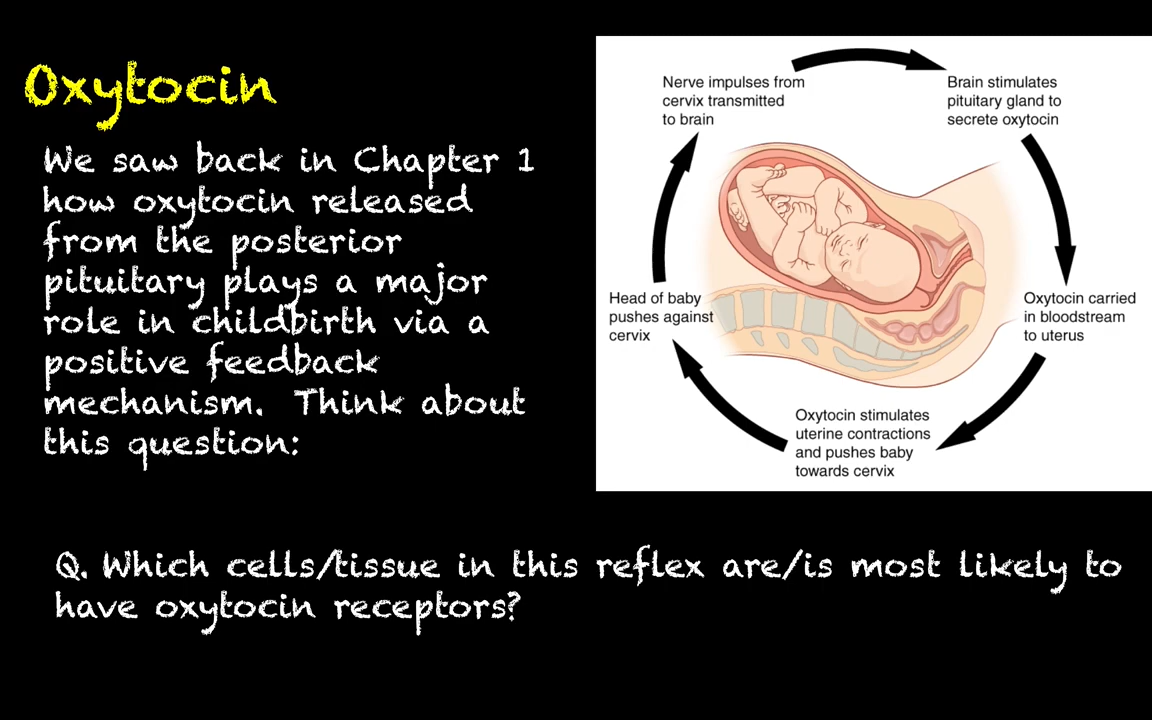 Oxytocin
We saw back in Chapter 1
how oxytocin released
from the posterior
pituitary plays a major
role in childbirth via a
positive feedback
mechanism.  Think about
this question:
Nerve impulses from
cervix transmitted
to brain
Brain stimulates
pituitary gland to
secrete oxytocin
Oxytocin carried
in bloodstream
to uterus
Oxytocin stimulates
uterine contractions
and pushes baby
towards cervix
Head of baby
pushes against
cervix
Q. Which cells/tissue in this reflex are/is most likely to
have oxytocin receptors?